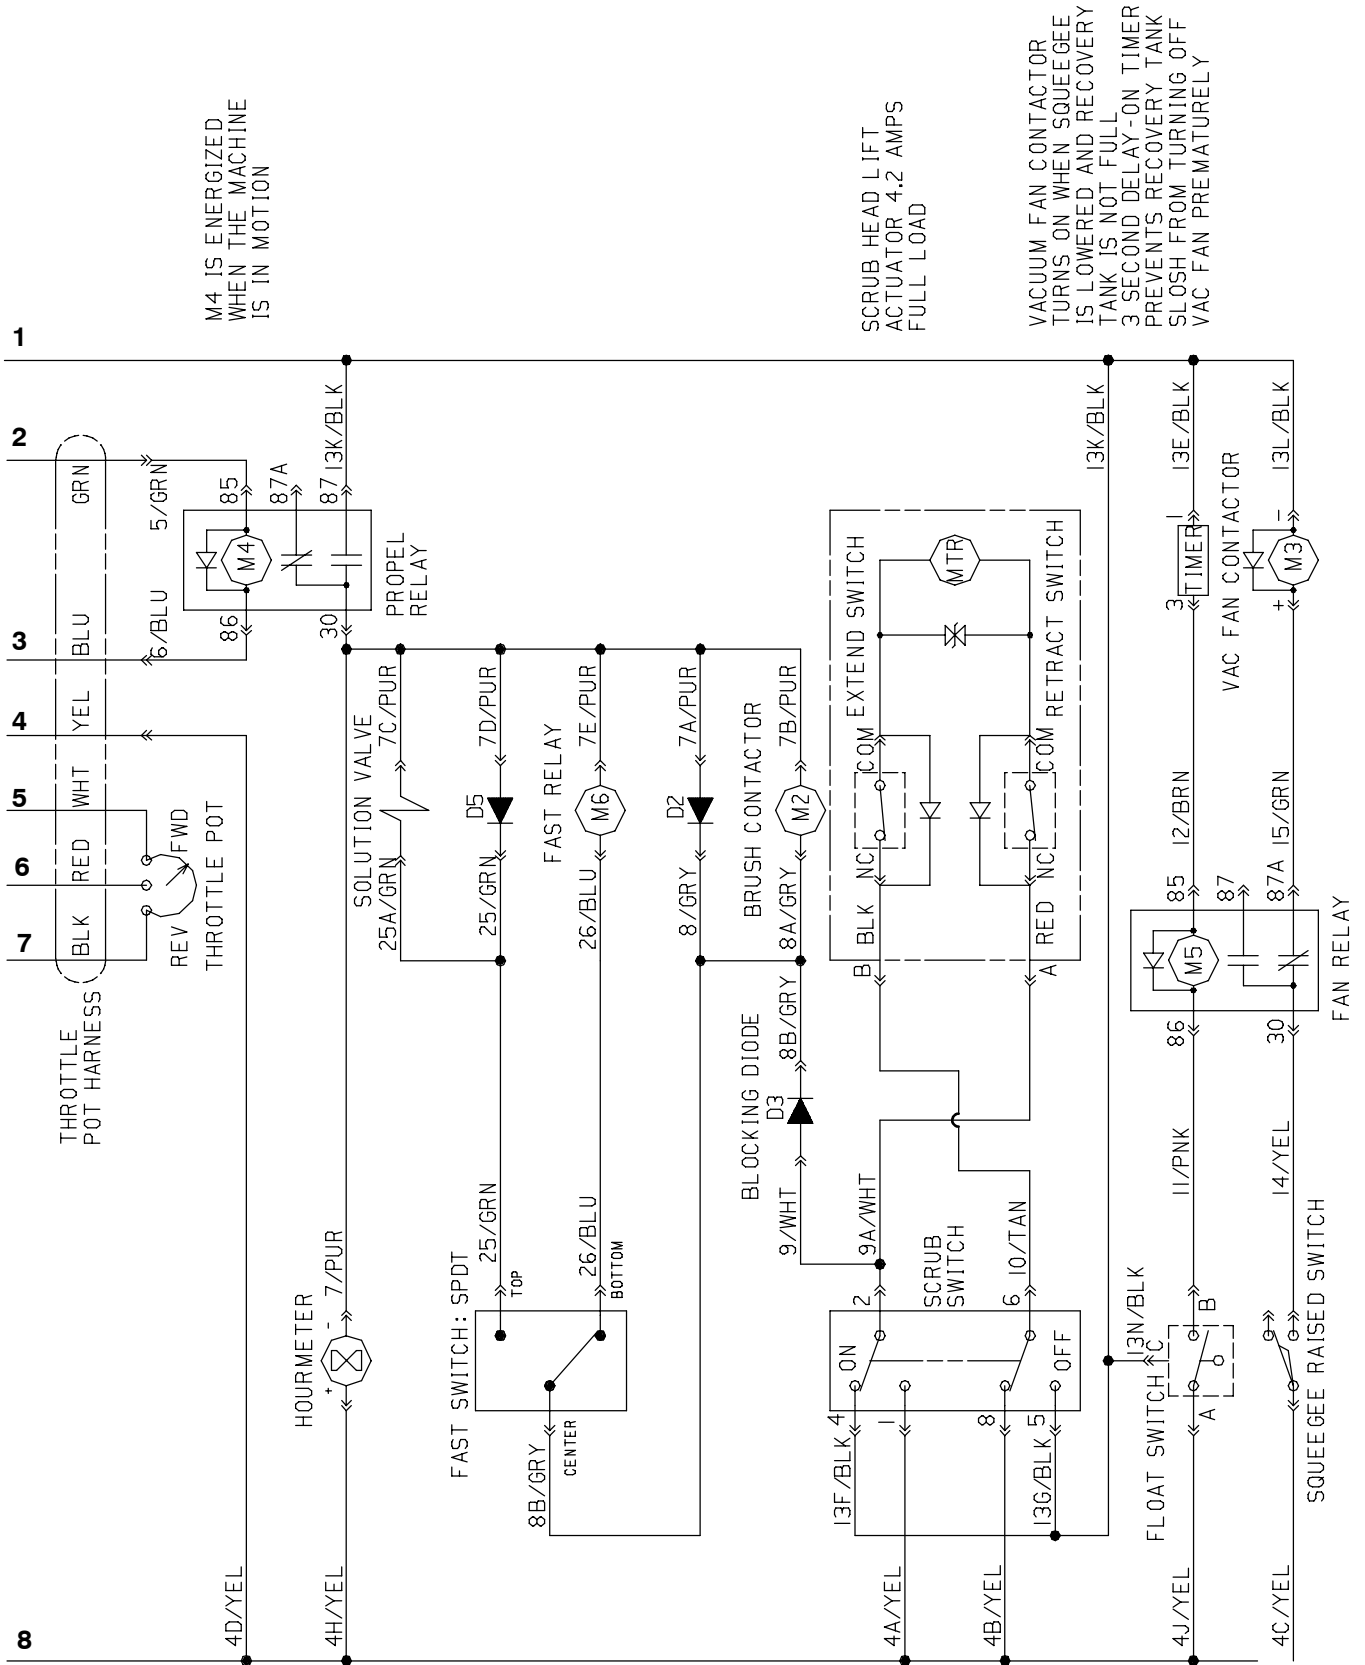 M4 IS ENERGIZED
WHEN THE MACHINE
IS IN MOTION
SCRUB HEAD LIFT
ACTUATOR 4.2 AMPS
FULL LOAD
VACUUM FAN CONTACTOR
TURNS ON WHEN SQUEEGEE
IS LOWERED AND RECOVERY
TANK IS NOT FULL
3 SECOND DELAY-ON TIMER
PREVENTS RECOVERY TANK
SLOSH FROM TURNING OFF
VAC FAN PREMATURELY
1
2
3
4
5
6
7
8
GRN
BLU
YEL
WHT
RED
BLK
THROTTLE
POT HARNESS
5/GRN
6/BLU
FWD
REV
THROTTLE POT
85
87A
87
M4
86
30
PROPEL
RELAY
13K/BLK
4D/YEL
HOURMETER
+
-
7/PUR
4H/YEL
SOLUTION VALVE
7C/PUR
25A/GRN
7D/PUR
D5
25/GRN
25/GRN
FAST RELAY
7E/PUR
M6
26/BLU
26/BLU
FAST SWITCH: SPDT
TOP
BOTTOM
CENTER
8B/GRY
7A/PUR
D2
8/GRY
BRUSH CONTACTOR
7B/PUR
M2
8A/GRY
8B/GRY
BLOCKING DIODE
D3
9/WHT
9A/WHT
EXTEND SWITCH
MTR
RETRACT SWITCH
COM
NC
COM
NC
B
BLK
A
RED
10/TAN
SCRUB
SWITCH
2
6
ON
OFF
4
1
8
5
13F/BLK
4A/YEL
4B/YEL
13G/BLK
13K/BLK
13N/BLK
FLOAT SWITCH
C
B
A
4J/YEL
11/PNK
13E/BLK
1
TIMER
3
12/BRN
85
87
87A
M5
86
30
FAN RELAY
VAC FAN CONTACTOR
13L/BLK
-
M3
+
15/GRN
14/YEL
SQUEEGEE RAISED SWITCH
4C/YEL